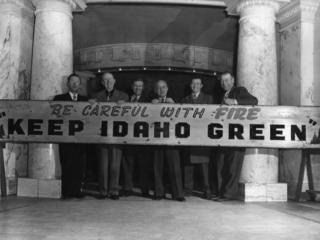 BE CAREFUL WITH FIRE
"KEEP IDAHO GREEN"